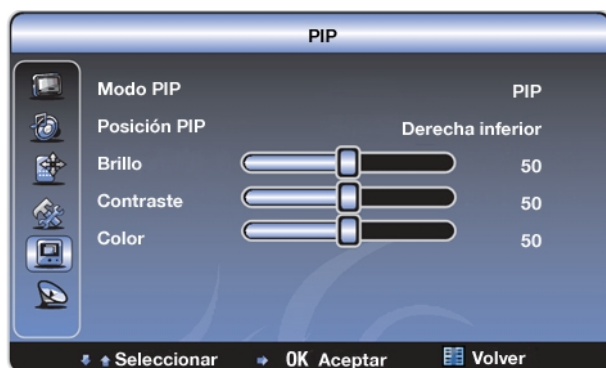 PIP
Modo PIP PIP
Posición PIP Derecha inferior
Brillo 50
Contraste 50
Color 50
Seleccionar OK Aceptar Volver